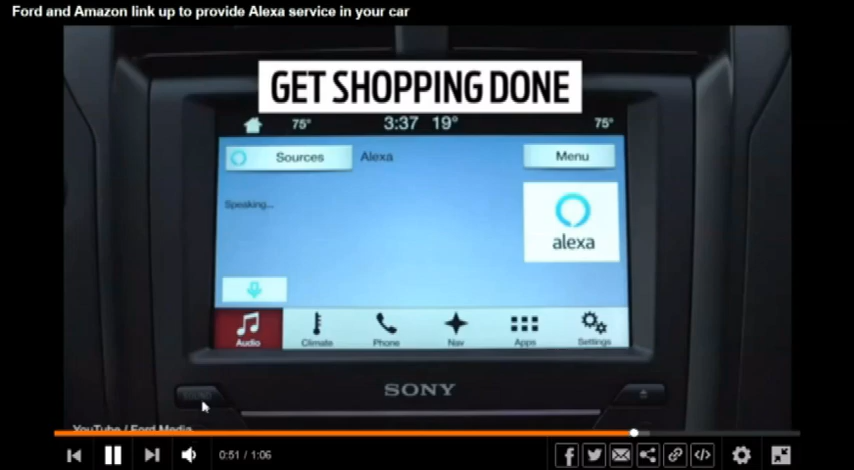 Ford and Amazon link up to provide Alexa service in your car
GET SHOPPING DONE
75° 3:37 19° 75°
Sources Alexa Menu
Speaking...
alexa
Audio Climate Phone Nav Apps Settings
SONY
YouTube / Ford Media
0:51 / 1:06